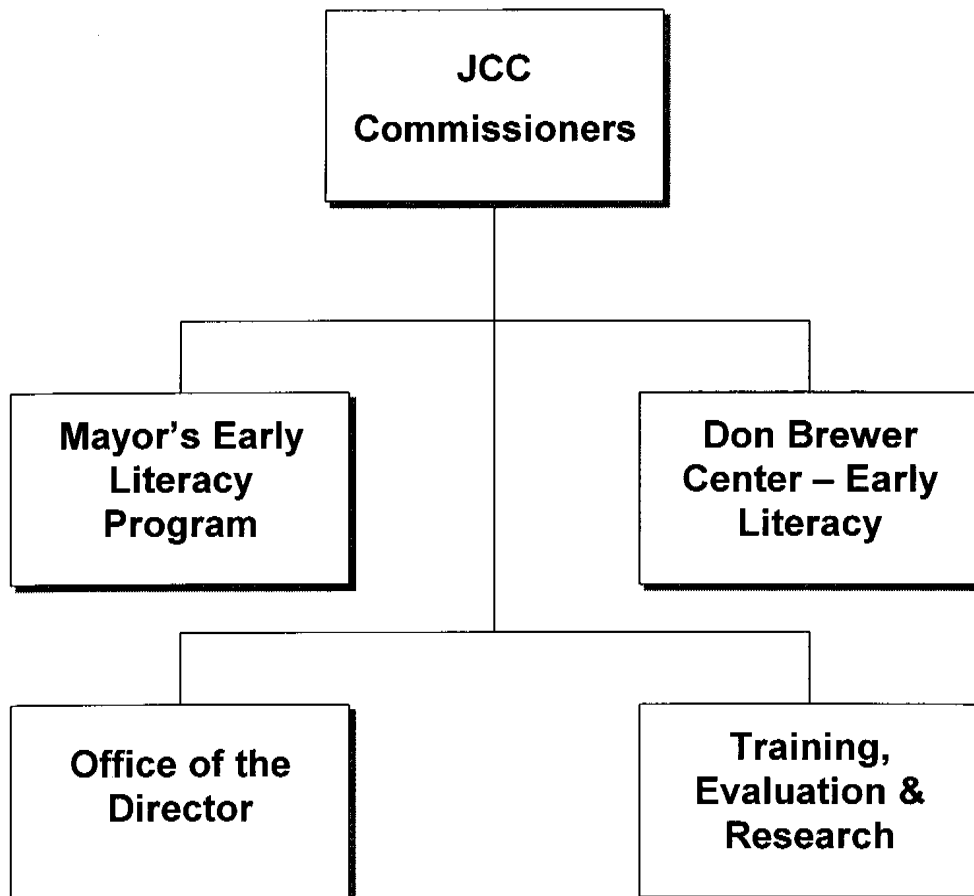 JCC
Commissioners
Mayor’s Early
Literacy
Program
Don Brewer
Center – Early
Literacy
Office of the
Director
Training,
Evaluation &
Research